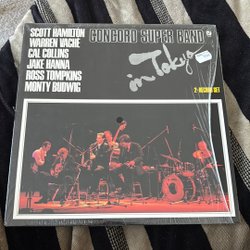 SCOTT HAMILTON
WARREN VACHÉ
CAL COLLINS
JAKE HANNA
ROSS TOMPKINS
MONTY BUDWIG
CONCORD SUPER BAND
in Tokyo
2-RECORD SET